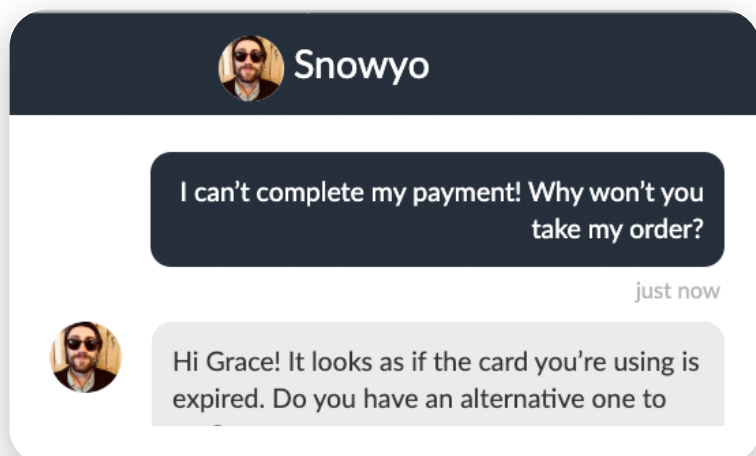 Snowyo
I can’t complete my payment! Why won’t you
take my order?
just now
Hi Grace! It looks as if the card you’re using is
expired. Do you have an alternative one to